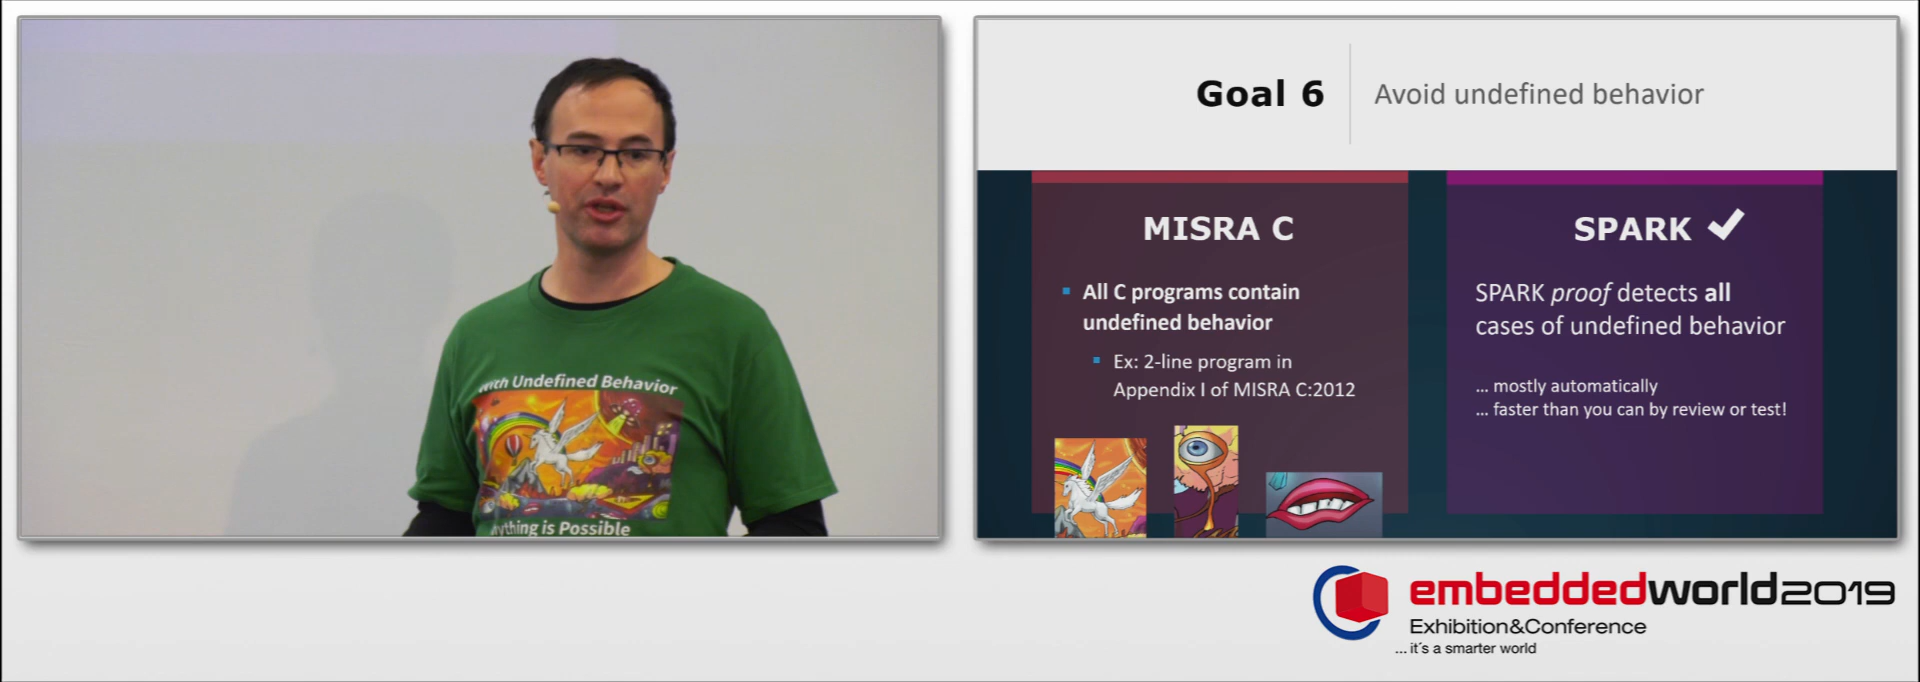 with Undefined Behavior
Anything is Possible
Goal 6
Avoid undefined behavior
MISRA C
All C programs contain
undefined behavior
Ex: 2-line program in
Appendix I of MISRA C:2012
SPARK
SPARK proof detects all
cases of undefined behavior
... mostly automatically
... faster than you can by review or test!
embeddedworld2019
Exhibition&Conference
... it's a smarter world